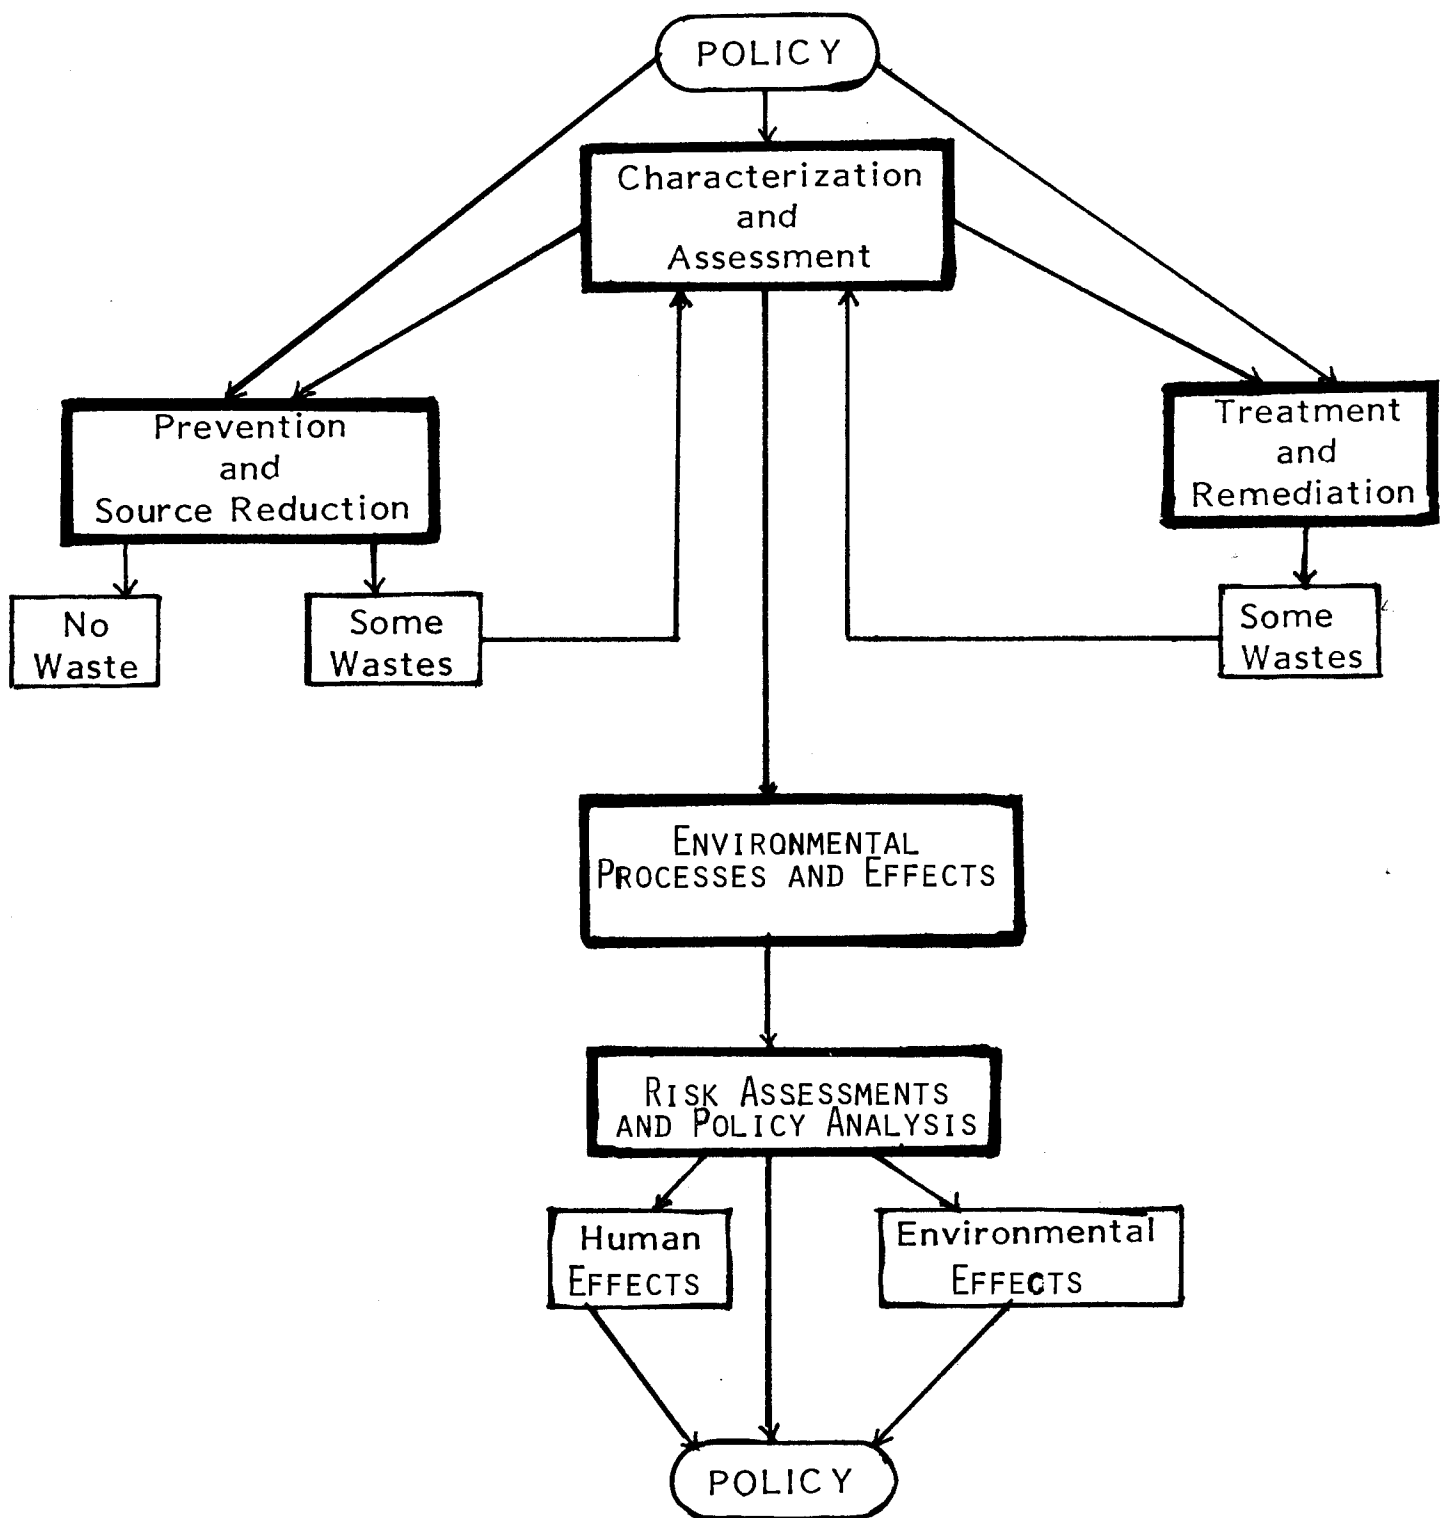 POLICY
Characterization
and
Assessment
Prevention
and
Source Reduction
Treatment
and
Remediation
No
Waste
Some
Wastes
Some
Wastes
ENVIRONMENTAL
PROCESSES AND EFFECTS
RISK ASSESSMENTS
AND POLICY ANALYSIS
Human
EFFECTS
Environmental
EFFECTS
POLICY